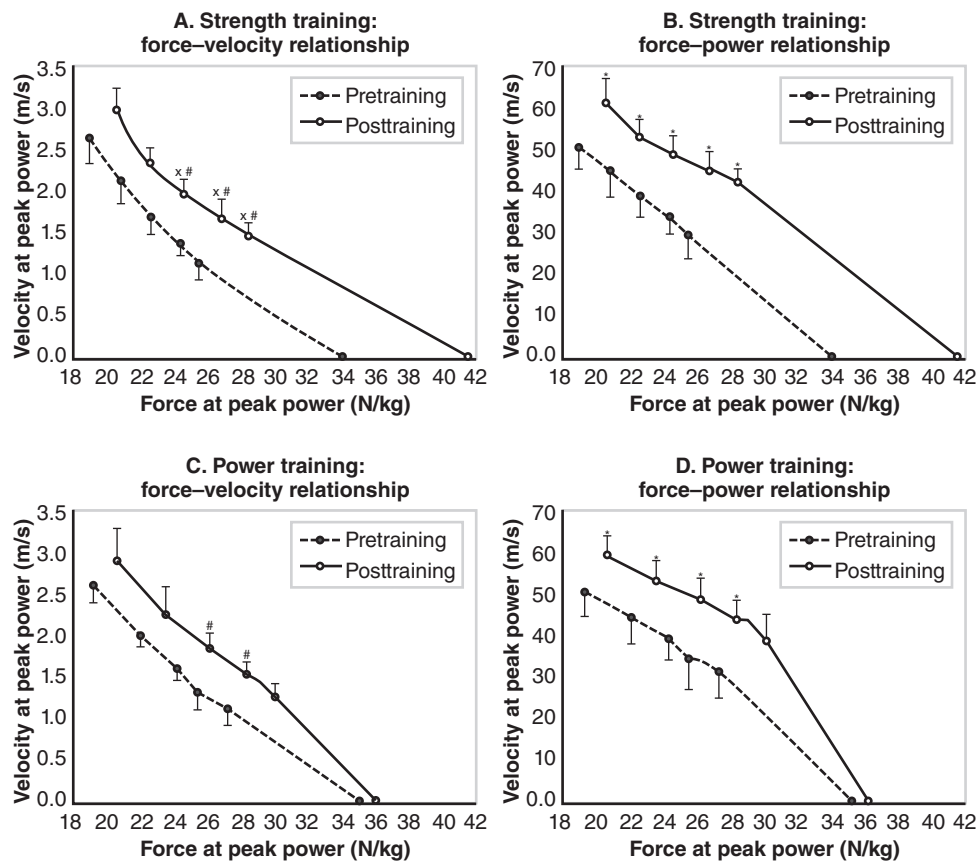 A. Strength training:
force–velocity relationship
Velocity at peak power (m/s)
3.5
3.0
2.5
2.0
1.5
1.0
0.5
0.0
Pretraining
Posttraining
x #
x #
x #
18 20 22 24 26 28 30 34 36 38 42
Force at peak power (N/kg)
B. Strength training:
force–power relationship
Velocity at peak power (m/s)
70
60
50
40
30
20
10
0.0
Pretraining
Posttraining
*
*
*
*
*
18 20 22 24 26 28 30 34 36 38 42
Force at peak power (N/kg)
C. Power training:
force–velocity relationship
Velocity at peak power (m/s)
3.5
3.0
2.5
2.0
1.5
1.0
0.5
0.0
Pretraining
Posttraining
#
#
18 20 22 24 26 28 30 34 36 38 42
Force at peak power (N/kg)
D. Power training:
force–power relationship
Velocity at peak power (m/s)
70
60
50
40
30
20
10
0.0
Pretraining
Posttraining
*
*
*
*
18 20 22 24 26 28 30 34 36 38 42
Force at peak power (N/kg)